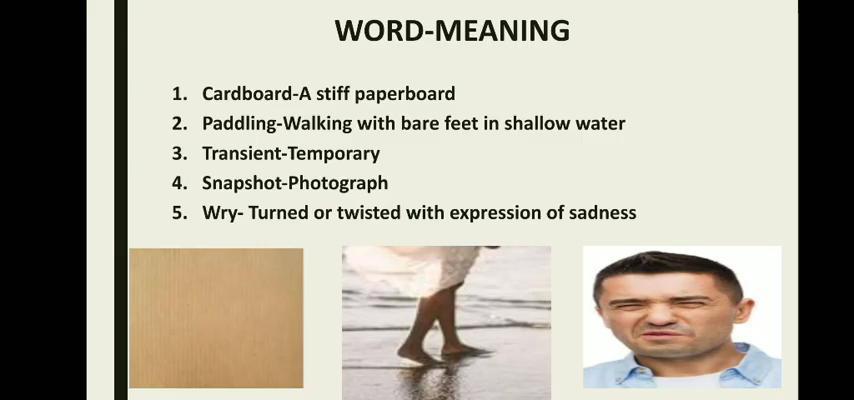 WORD-MEANING
1. Cardboard-A stiff paperboard
2. Paddling-Walking with bare feet in shallow water
3. Transient-Temporary
4. Snapshot-Photograph
5. Wry- Turned or twisted with expression of sadness